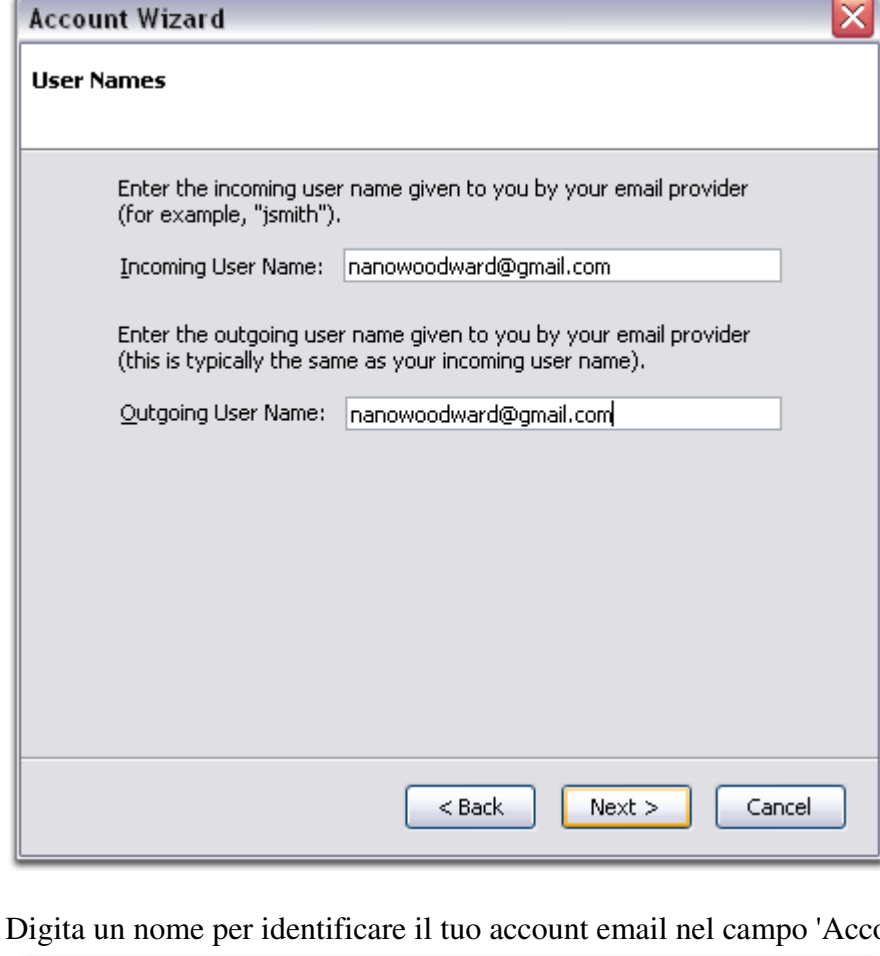 Account Wizard
User Names
Enter the incoming user name given to you by your email provider
(for example, "jsmith").
Incoming User Name: nanowoodward@gmail.com
Enter the outgoing user name given to you by your email provider
(this is typically the same as your incoming user name).
Outgoing User Name: nanowoodward@gmail.com
< Back Next > Cancel
Digita un nome per identificare il tuo account email nel campo